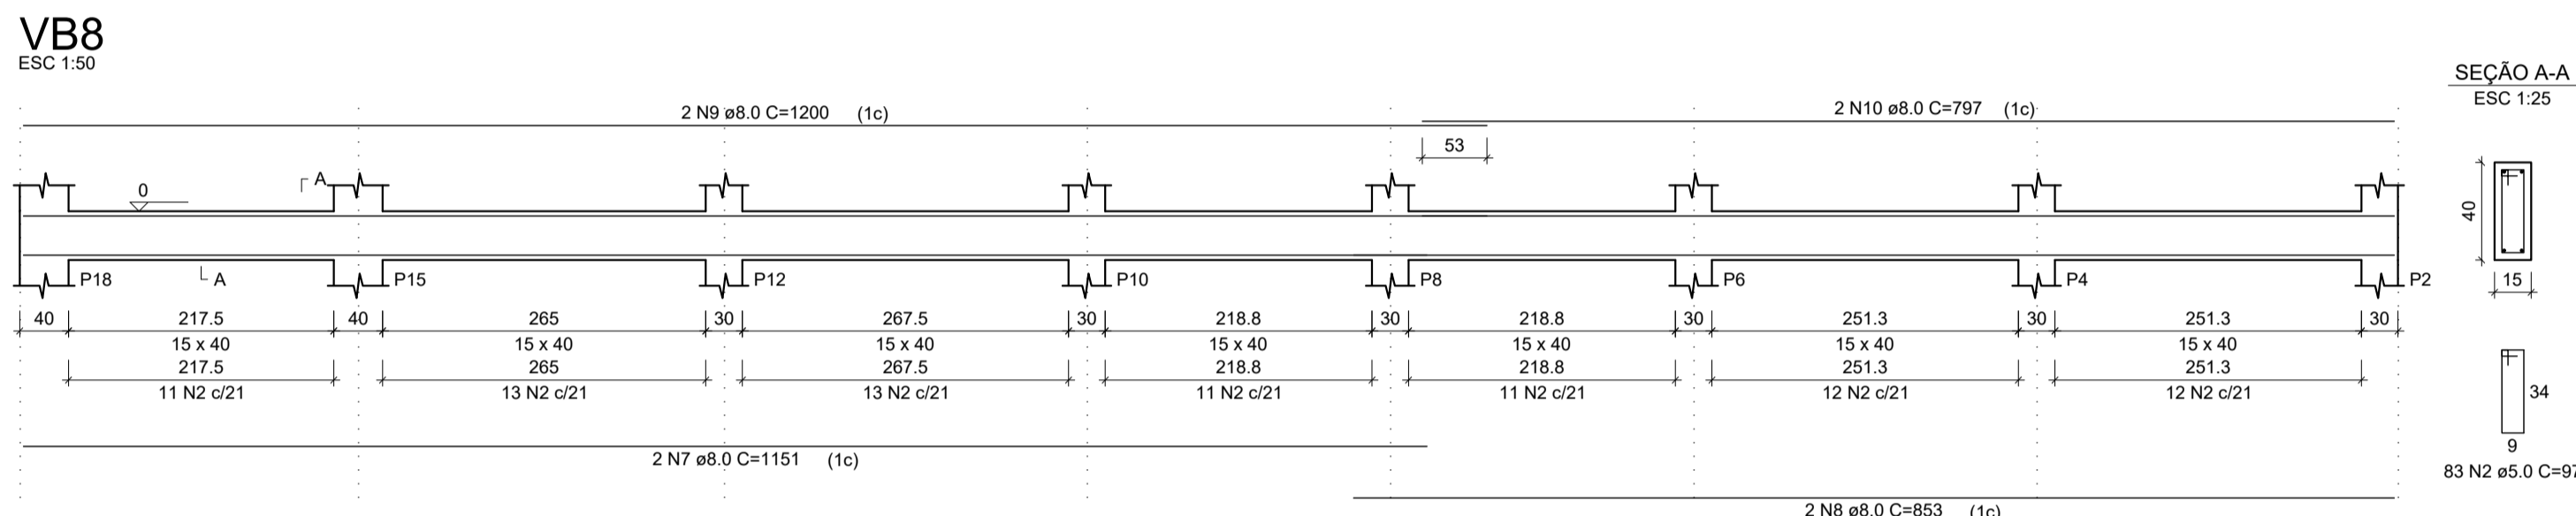 VB8
ESC 1:50
SEÇÃO A-A
ESC 1:25
2 N9 ø8.0 C=1200 (1c)
2 N10 ø8.0 C=797 (1c)
53
A
0
40
P18
A
P15
P12
P10
P8
P6
P4
P2
15
40 217.5 40 265 30 267.5 30 218.8 30 218.8 30 251.3 30 251.3 30
15 x 40 15 x 40 15 x 40 15 x 40 15 x 40 15 x 40 15 x 40
217.5 265 267.5 218.8 218.8 251.3 251.3
11 N2 c/21 13 N2 c/21 13 N2 c/21 11 N2 c/21 11 N2 c/21 12 N2 c/21 12 N2 c/21
34
9
2 N7 ø8.0 C=1151 (1c)
83 N2 ø5.0 C=97
2 N8 ø8.0 C=853 (1c)